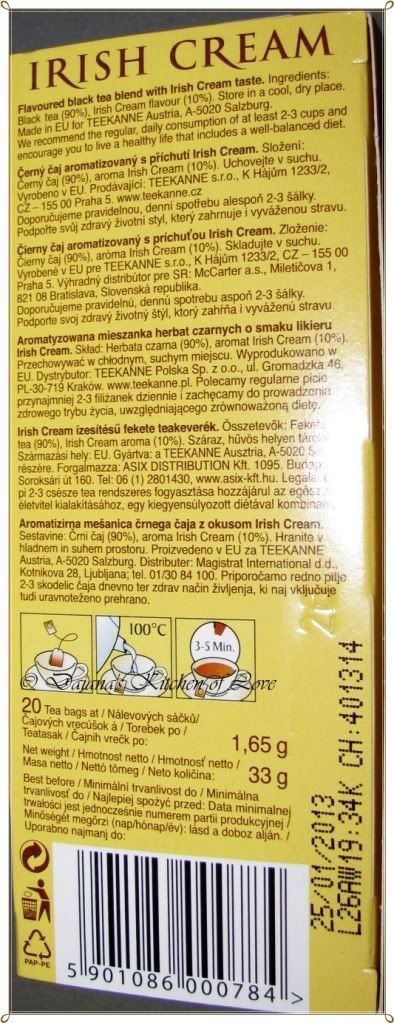 IRISH CREAM
Flavoured black tea blend with Irish Cream taste. Ingredients:
Black tea (90%), Irish Cream flavour (10%). Store in a cool, dry place.
Made in EU for TEEKANNE Austria, A-5020 Salzburg.
We recommend the regular, daily consumption of at least 2-3 cups and
encourage you to live a healthy life that includes a well-balanced diet.
Černý čaj aromatizovaný s příchutí Irish Cream. Složení:
Černý čaj (90%), aroma Irish Cream (10%). Uchovejte v suchu.
Vyrobeno v EU. Prodávající: TEEKANNE s.r.o., K Hájům 1233/2,
CZ – 155 00 Praha 5. www.teekanne.cz
Doporučujeme pravidelnou, denní spotřebu alespoň 2-3 šálky.
Podpořte svůj zdravý životní styl, který zahrnuje i vyváženou stravu.
Čierny čaj aromatizovaný s príchuťou Irish Cream. Zloženie:
Čierny čaj (90%), aróma Irish Cream (10%). Skladujte v suchu.
Vyrobené v EU pre TEEKANNE s.r.o., K Hájům 1233/2, CZ – 155 00
Praha 5. Výhradný distribútor pre SR: McCarter a.s., Miletičova 1,
821 08 Bratislava, Slovenská republika.
Doporučujeme pravidelnú, dennú spotrebu aspoň 2-3 šálky.
Podporte svoj zdravý životný štýl, ktorý zahŕňa i vyváženú stravu.
Aromatyzowana mieszanka herbat czarnych o smaku likieru
Irish Cream. Skład: Herbata czarna (90%), aromat Irish Cream (10%).
Przechowywać w chłodnym, suchym miejscu. Wyprodukowano w
EU. Dystrybutor: TEEKANNE Polska Sp. z o.o., ul. Gromadzka 46,
PL-30-719 Kraków. www.teekanne.pl. Polecamy regularne picie
przynajmniej 2-3 filiżanek dziennie i zachęcamy do prowadzenia
zdrowego trybu życia, uwzględniającego zrównoważoną dietę.
Irish Cream ízesítésű fekete teakeverék. Összetevők: Fekete
tea (90%), Irish Cream aroma (10%). Száraz, hűvös helyen
Származási hely: EU. Gyártva: a TEEKANNE Ausztria, A-5020 S
részére. Forgalmazza: ASIX DISTRIBUTION Kft. 1095. Budap
Soroksári út 160. Tel: 06 (1) 2801430, www.asix-kft.hu.
pi 2-3 csésze tea rendszeres fogyasztása hozzájárul az
életvitel kialakításához, egy kiegyensúlyozott diétával
Aromatizirna mešanica črnega čaja z okusom Irish Cream.
Sestavine: Črni čaj (90%), aroma Irish Cream (10%). Hranite v
hladnem in suhem prostoru. Proizvedeno v EU za TEEKANNE
Austria, A-5020 Salzburg. Distributer: Magistrat International d.d.,
Kotnikova 28, Ljubljana; tel. 01/30 84 100. Priporočamo redno pitje
2-3 skodelic čaja dnevno ter zdrav način življenja, ki naj vključuje
tudi uravnoteženo prehrano.
100°C
3-5 Min.
© Daiana's Kitchen of Love
20 Tea bags at / Nálevových sáčků/
Čajových vrecúšok á / Torebek po /
Teatasak / Čajnih vrečk po:
1,65 g
Net weight / Hmotnost netto / Hmotnosť netto /
Masa netto / Nettó tömeg / Neto količina:
33 g
Best before / Minimální trvanlivost do / Minimálna
trvanlivosť do / Najlepiej spożyć przed: Data minimalnej
trwałości jest jednocześnie numerem partii produkcyjnej /
Minőségét megőrzi (nap/hónap/év): lásd a doboz alján. /
Uporabno najmanj do:
25/01/2013
L26AW19:34K CH:401314
PAP-PE
5 901086 000784 >